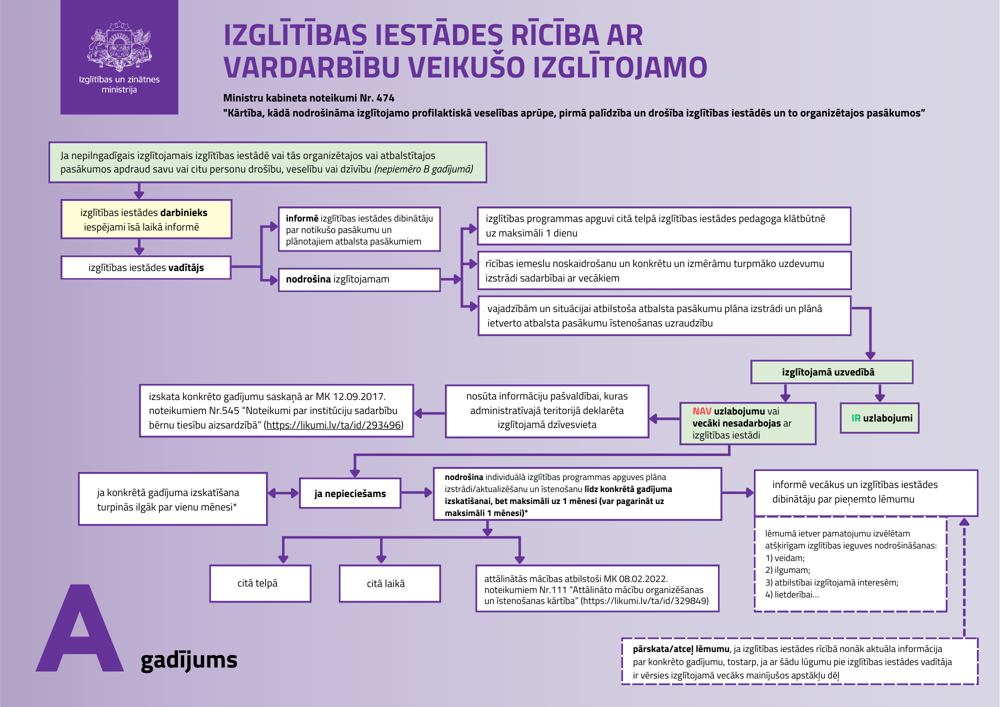 Izglītības un zinātnes
ministrija
IZGLĪTĪBAS IESTĀDES RĪCĪBA AR
VARDARBĪBU VEIKUŠO IZGLĪTOJAMO
Ministru kabineta noteikumi Nr. 474
"Kārtība, kādā nodrošināma izglītojamo profilaktiskā veselības aprūpe, pirmā palīdzība un drošība izglītības iestādēs un to organizētajos pasākumos”
Ja nepilngadīgais izglītojamais izglītības iestādē vai tās organizētajos vai atbalstītajos
pasākumos apdraud savu vai citu personu drošību, veselību vai dzīvību (nepiemēro B gadījumā)
izglītības iestādes darbinieks
iespējami īsā laikā informē
izglītības iestādes vadītājs
informē izglītības iestādes dibinātāju
par notikušo pasākumu un
plānotajiem atbalsta pasākumiem
nodrošina izglītojamam
izglītības programmas apguvi citā telpā izglītības iestādes pedagoga klātbūtnē
uz maksimāli 1 dienu
rīcības iemeslu noskaidrošanu un konkrētu un izmērāmu turpmāko uzdevumu
izstrādi sadarbībai ar vecākiem
vajadzībām un situācijai atbilstoša atbalsta pasākumu plāna izstrādi un plānā
ietverto atbalsta pasākumu īstenošanas uzraudzību
izglītojamā uzvedībā
IR uzlabojumi
NAV uzlabojumu vai
vecāki nesadarbojas ar
izglītības iestādi
nosūta informāciju pašvaldībai, kuras
administratīvajā teritorijā deklarēta
izglītojamā dzīvesvieta
izskata konkrēto gadījumu saskaņā ar MK 12.09.2017.
noteikumiem Nr.545 “Noteikumi par institūciju sadarbību
bērnu tiesību aizsardzībā” (https://likumi.lv/ta/id/293496)
ja konkrētā gadījuma izskatīšana
turpinās ilgāk par vienu mēnesi*
ja nepieciešams
nodrošina individuālā izglītības programmas apguves plāna
izstrādi/aktualizēšanu un īstenošanu līdz konkrētā gadījuma
izskatīšanai, bet maksimāli uz 1 mēnesi (var pagarināt uz
maksimāli 1 mēnesi)*
informē vecākus un izglītības iestādes
dibinātāju par pieņemto lēmumu
lēmumā ietver pamatojumu izvēlētam
atšķirīgam izglītības ieguves nodrošināšanas:
1) veidam;
2) ilgumam;
3) atbilstībai izglītojamā interesēm;
4) lietderībai...
citā telpā
citā laikā
attālinātās mācības atbilstoši MK 08.02.2022.
noteikumiem Nr.111 “Attālināto mācību organizēšanas
un īstenošanas kārtība” (https://likumi.lv/ta/id/329849)
pārskata/atceļ lēmumu, ja izglītības iestādes rīcībā nonāk aktuāla informācija
par konkrēto gadījumu, tostarp, ja ar šādu lūgumu pie izglītības iestādes vadītāja
ir vērsies izglītojamā vecāks mainījušos apstākļu dēļ
A gadījums